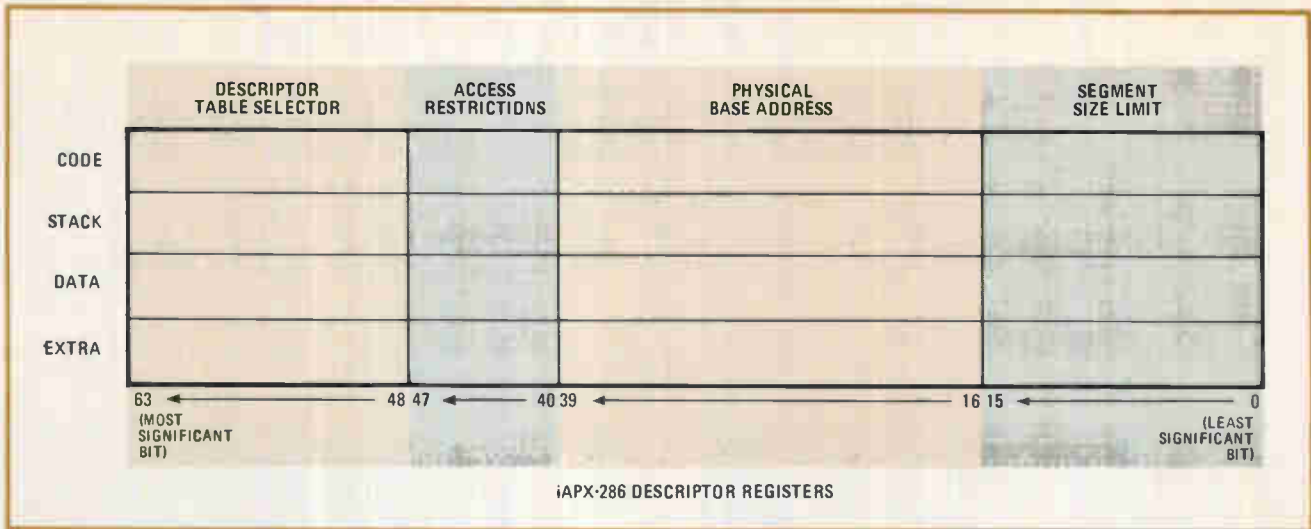 DESCRIPTOR
TABLE SELECTOR
ACCESS
RESTRICTIONS
PHYSICAL
BASE ADDRESS
SEGMENT
SIZE LIMIT
CODE
STACK
DATA
EXTRA
63 48 47 40 39 16 15 0
(MOST
SIGNIFICANT
BIT)
(LEAST
SIGNIFICANT
BIT)
iAPX-286 DESCRIPTOR REGISTERS